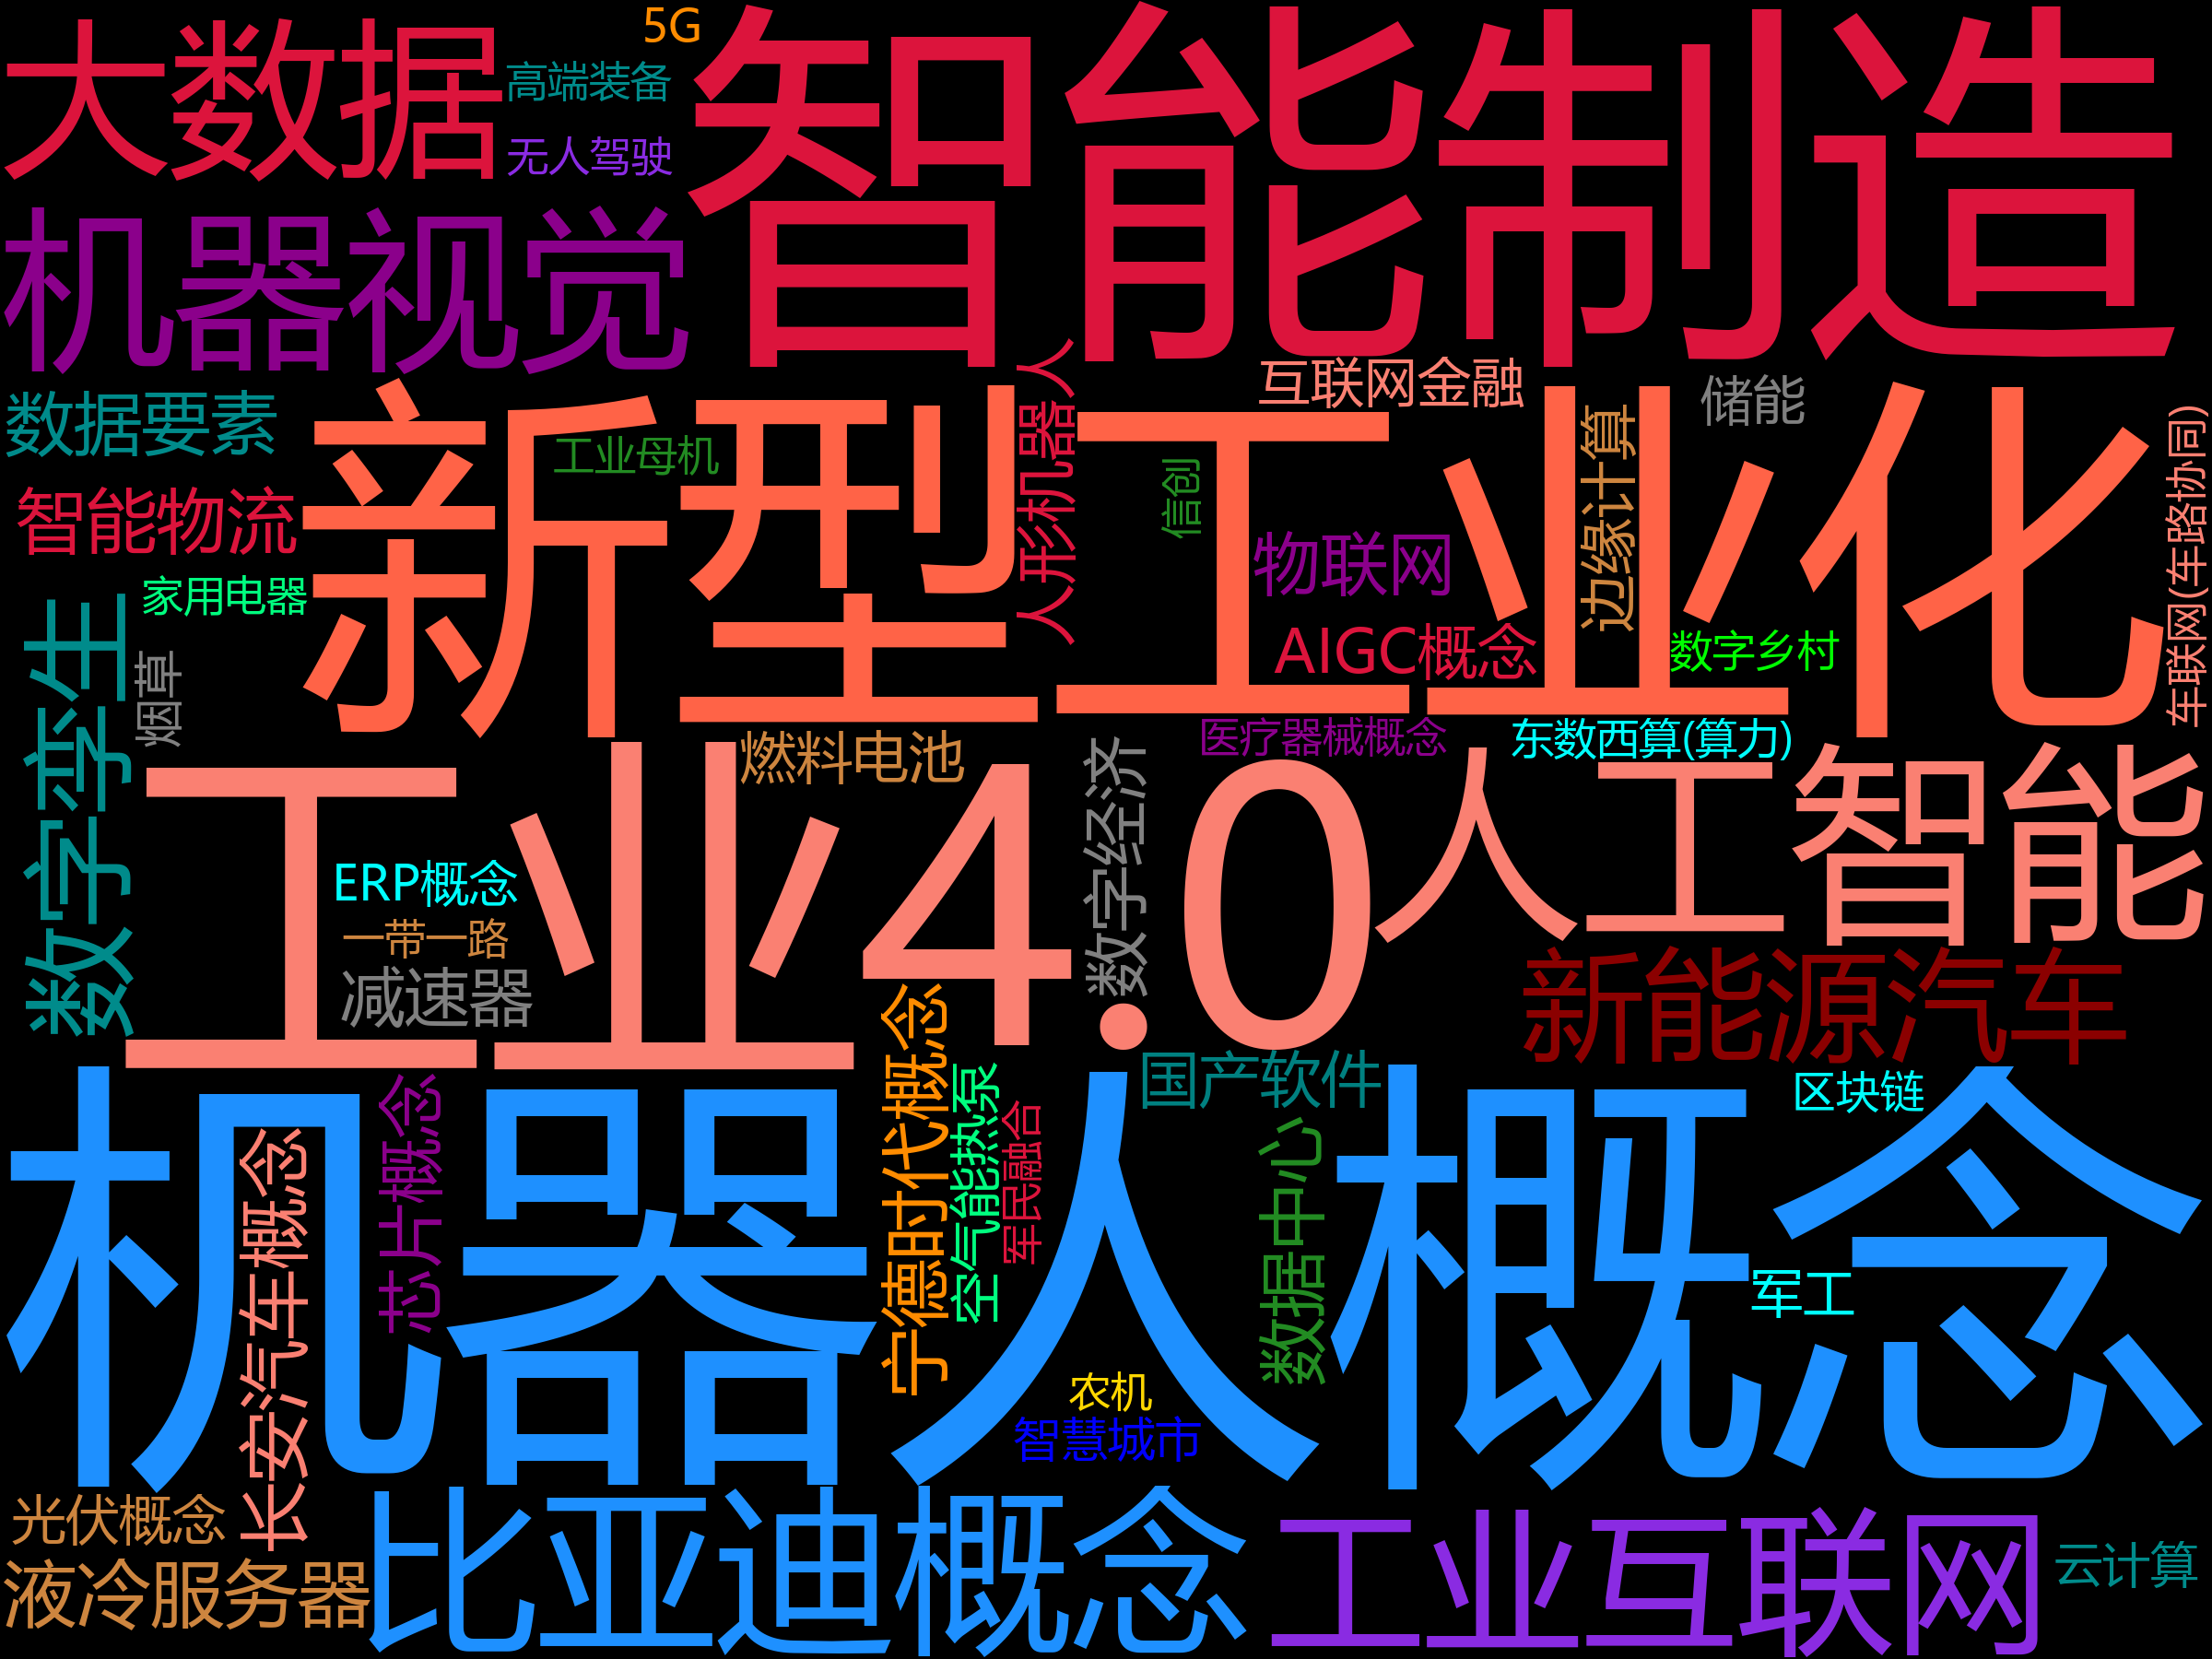 5G
大数据
智能制造
高端装备
无人驾驶
机器视觉
互联网金融
储能
数据要素
新型工业化
人形机器人
边缘计算
车联网(车路协同)
工业母机
信创
智能物流
物联网
家用电器
AIGC概念
数字乡村
数字孪生
烟草
医疗器械概念
东数西算(算力)
燃料电池
数字经济
工业4.0
人工智能
ERP概念
一带一路
减速器
新能源汽车
宁德时代概念
国产软件
空气能热泵
军民融合
区块链
机器人概念
芯片概念
长安汽车概念
数据中心
军工
农机
智慧城市
光伏概念
比亚迪概念
工业互联网
云计算
液冷服务器